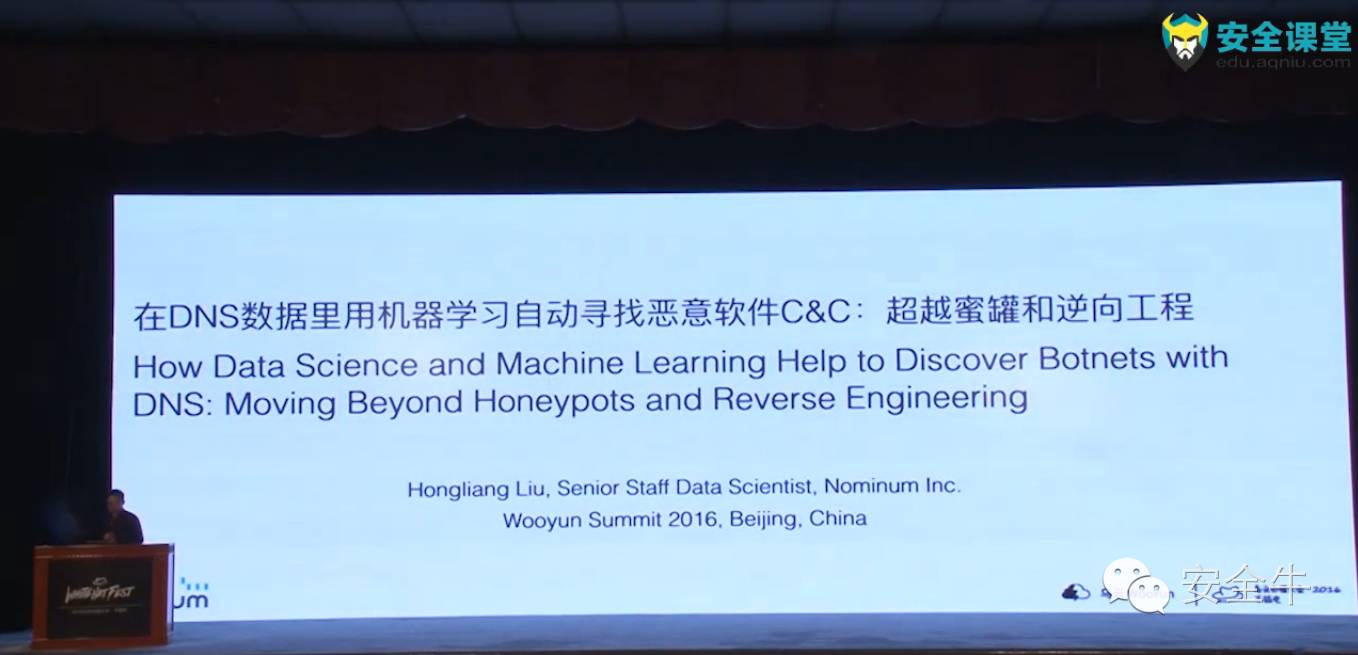 安全课堂
edu.aqniu.com
在DNS数据里用机器学习自动寻找恶意软件C&C：超越蜜罐和逆向工程
How Data Science and Machine Learning Help to Discover Botnets with
DNS: Moving Beyond Honeypots and Reverse Engineering
Hongliang Liu, Senior Staff Data Scientist, Nominum Inc.
Wooyun Summit 2016, Beijing, China
WHITEHAT FEST
um
安全牛
2016